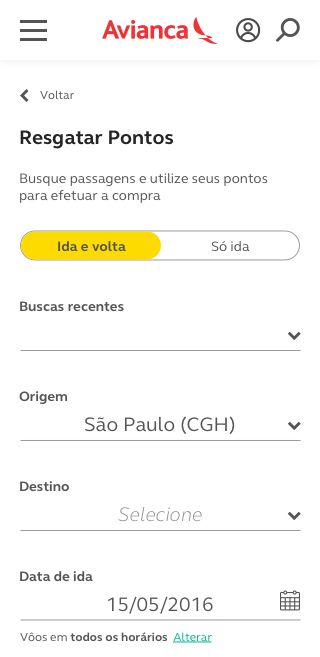 Avianca
Voltar
Resgatar Pontos
Busque passagens e utilize seus pontos
para efetuar a compra
Ida e volta Só ida
Buscas recentes
Origem
São Paulo (CGH)
Destino
Selecione
Data de ida
15/05/2016
Vôos em todos os horários Alterar